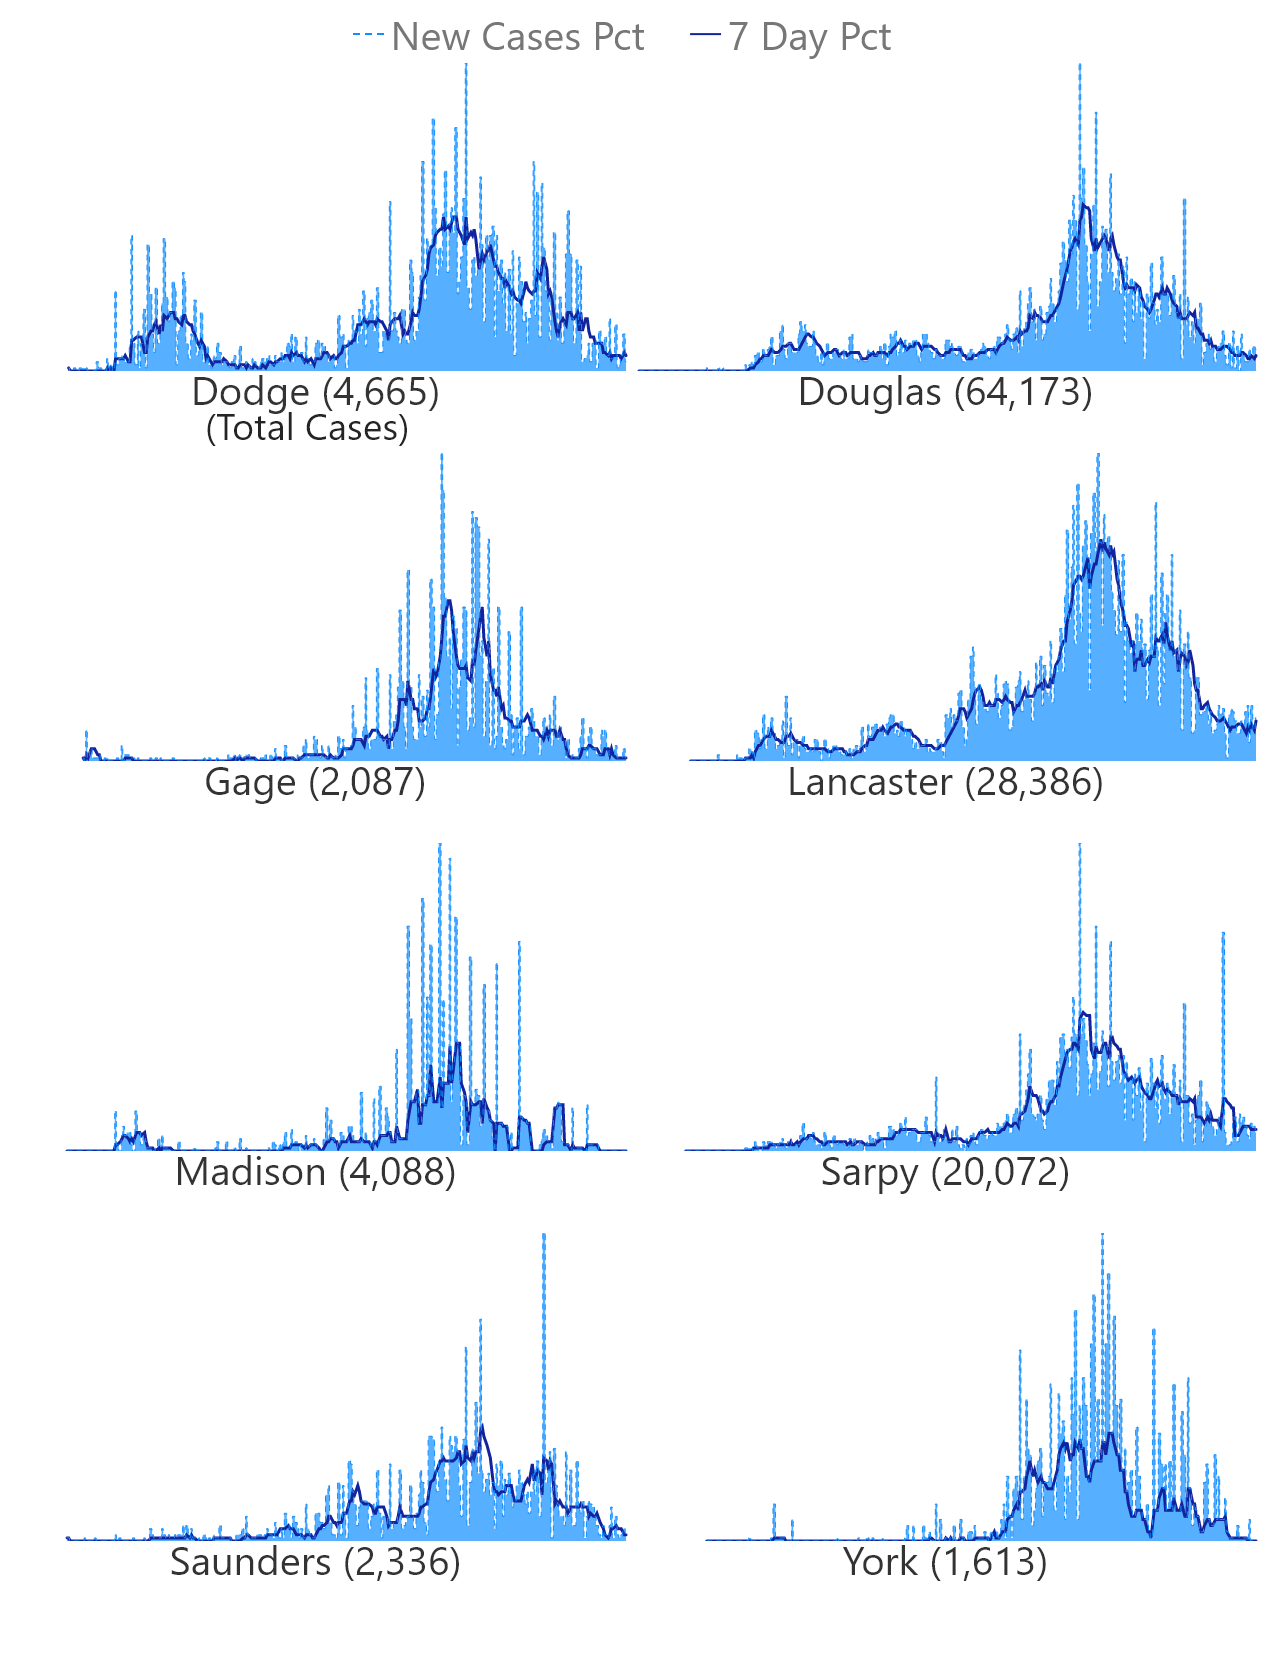 New Cases Pct 7 Day Pct
Dodge (4,665) Douglas (64,173)
(Total Cases)
Gage (2,087) Lancaster (28,386)
Madison (4,088) Sarpy (20,072)
Saunders (2,336) York (1,613)